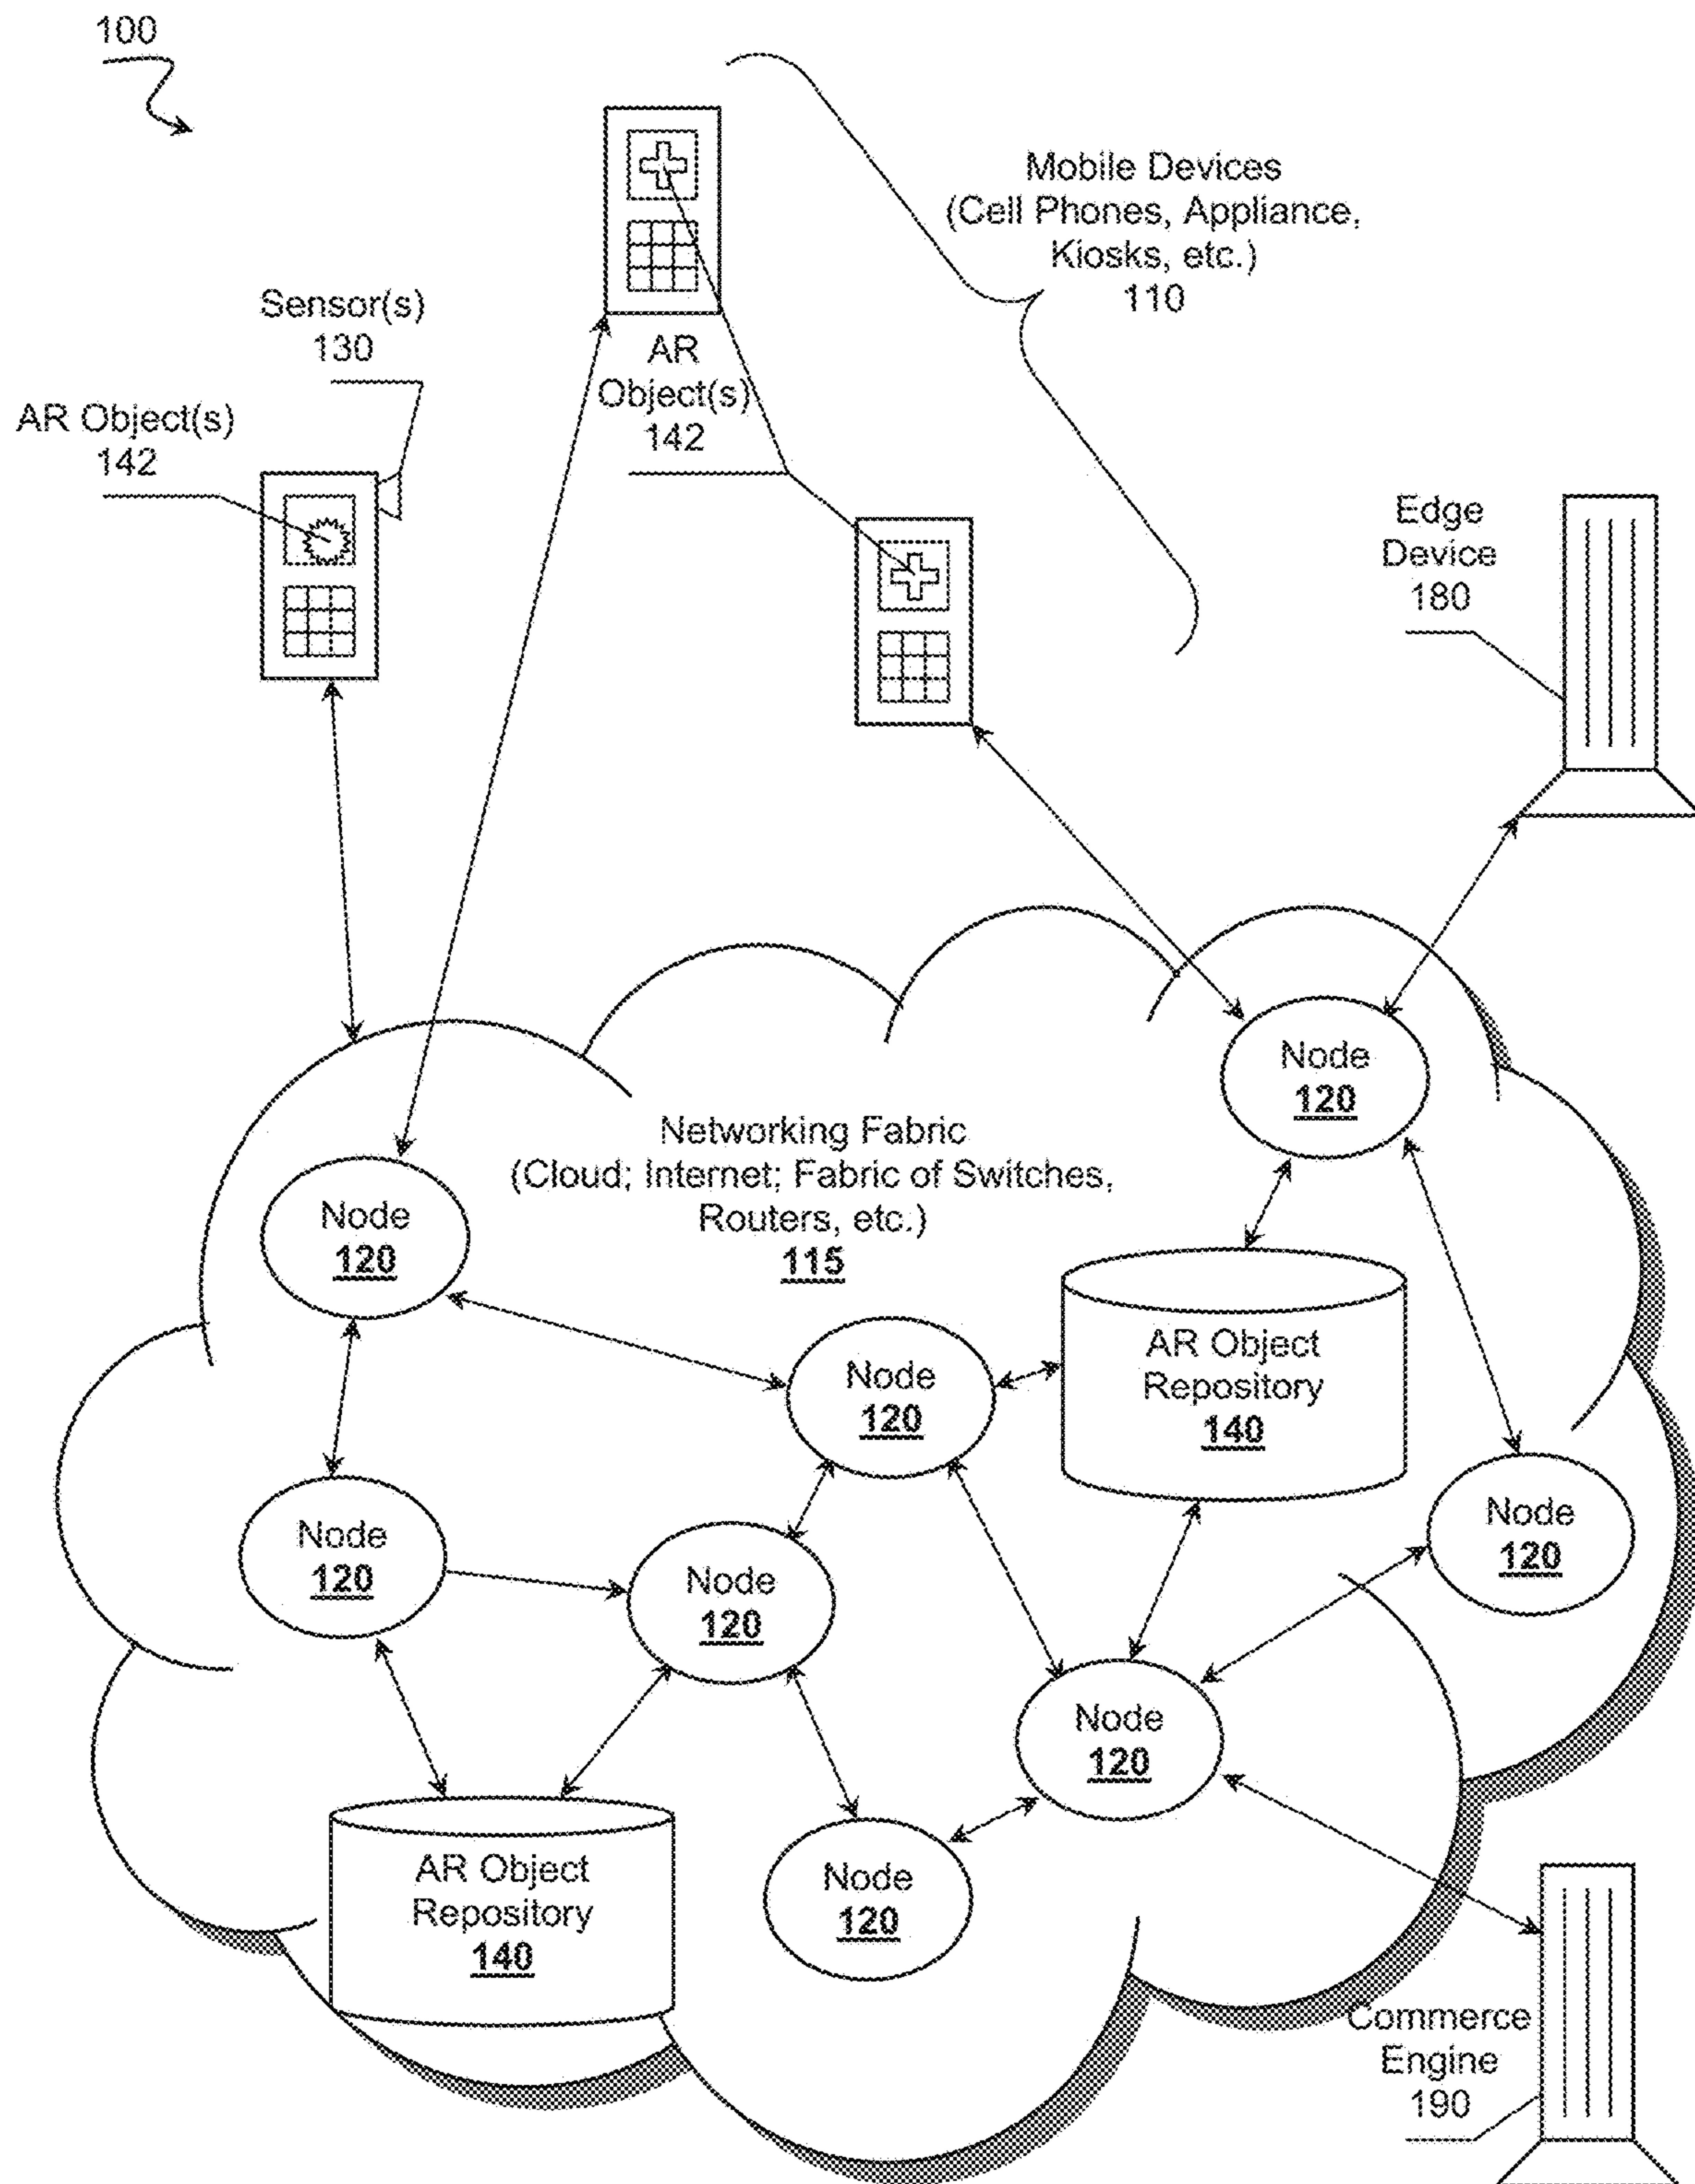 100
Mobile Devices
(Cell Phones, Appliance,
Kiosks, etc.)
110
Sensor(s)
130
AR
Object(s)
142
AR Object(s)
142
Edge
Device
180
Node
120
Networking Fabric
(Cloud; Internet; Fabric of Switches,
Routers, etc.)
115
Node
120
AR Object
Repository
140
Node
120
Node
120
Node
120
Node
120
Node
120
AR Object
Repository
140
Node
120
Commerce
Engine
190